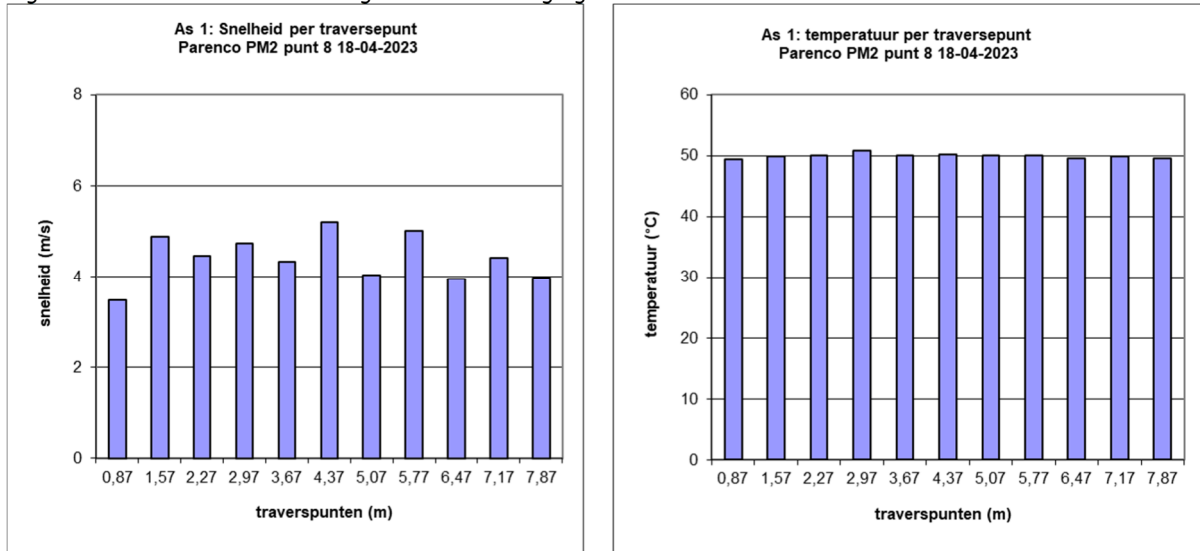 As 1: Snelheid per traversepunt
Parenco PM2 punt 8 18-04-2023
8
6
4
2
0
snelheid (m/s)
0,87 1,57 2,27 2,97 3,67 4,37 5,07 5,77 6,47 7,17 7,87
traverspunten (m)
As 1: temperatuur per traversepunt
Parenco PM2 punt 8 18-04-2023
60
50
40
30
20
10
0
temperatuur (°C)
0,87 1,57 2,27 2,97 3,67 4,37 5,07 5,77 6,47 7,17 7,87
traverspunten (m)